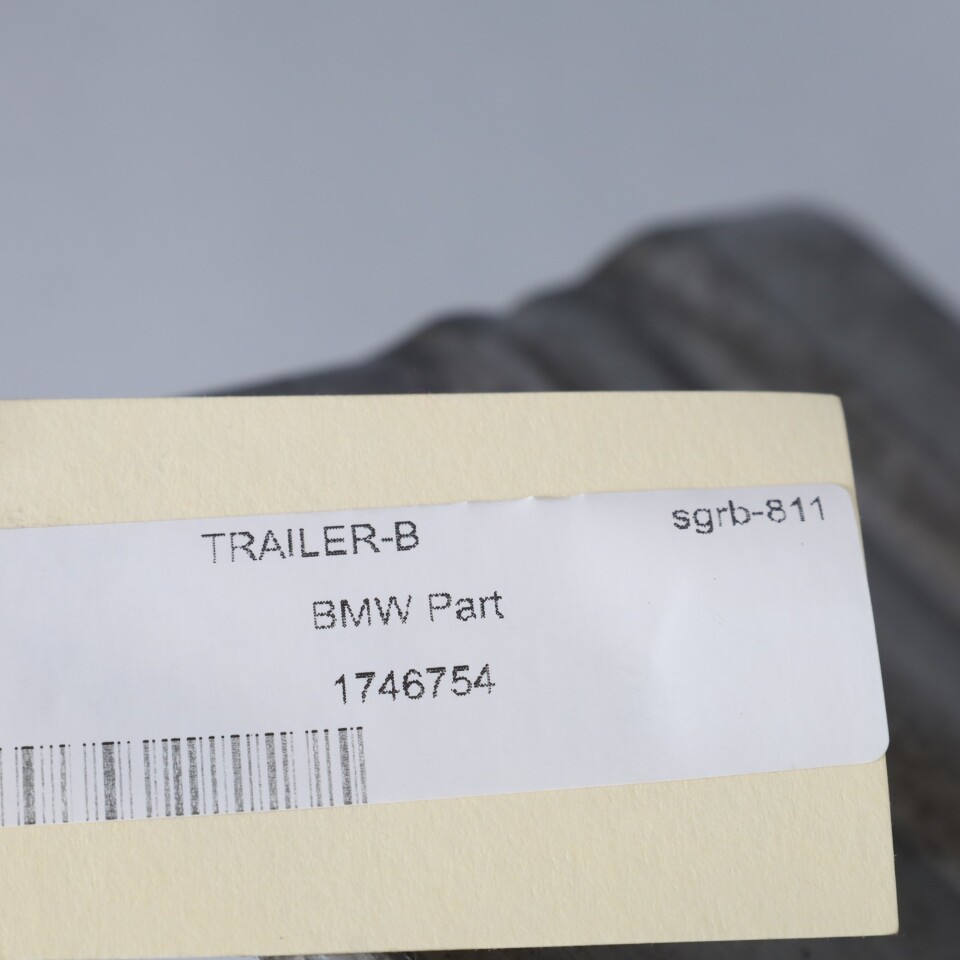 TRAILER-B
sgrb-811
BMW Part
1746754